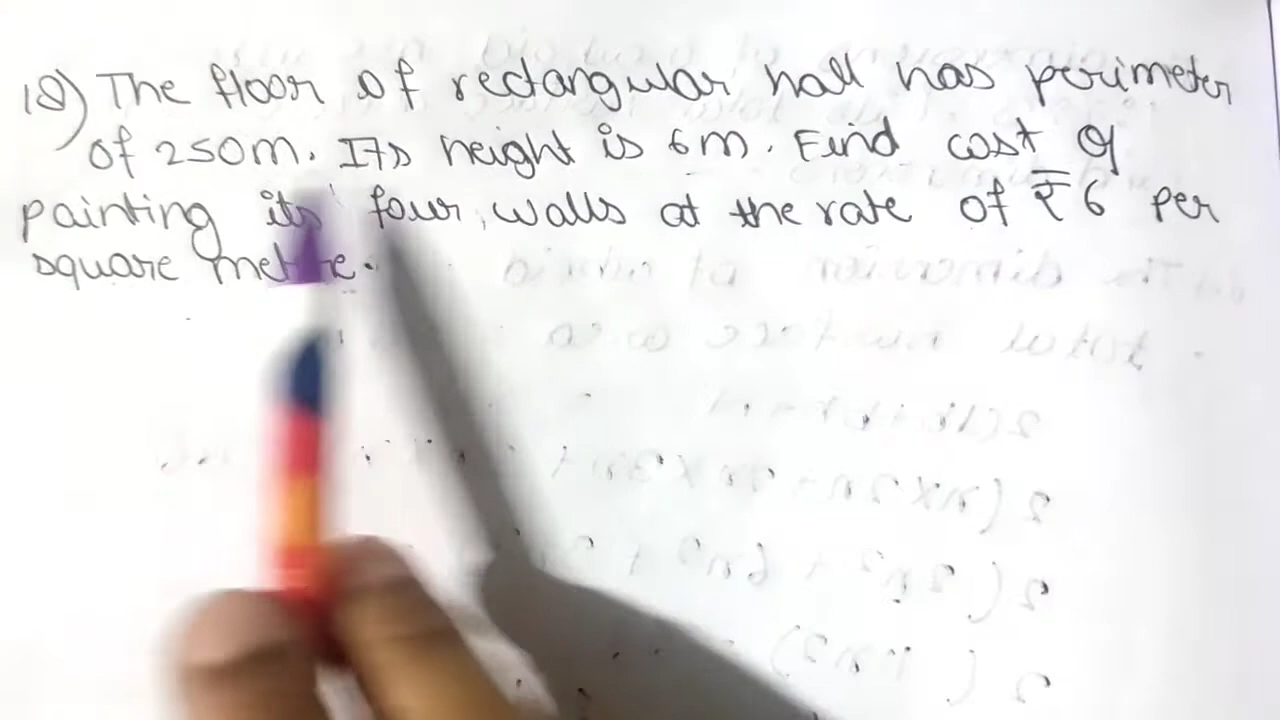 18) The floor of rectangular hall has perimeter
of 250m. Its height is 6m. Find cost of
painting its four walls at the rate of ₹6 per
square metre.